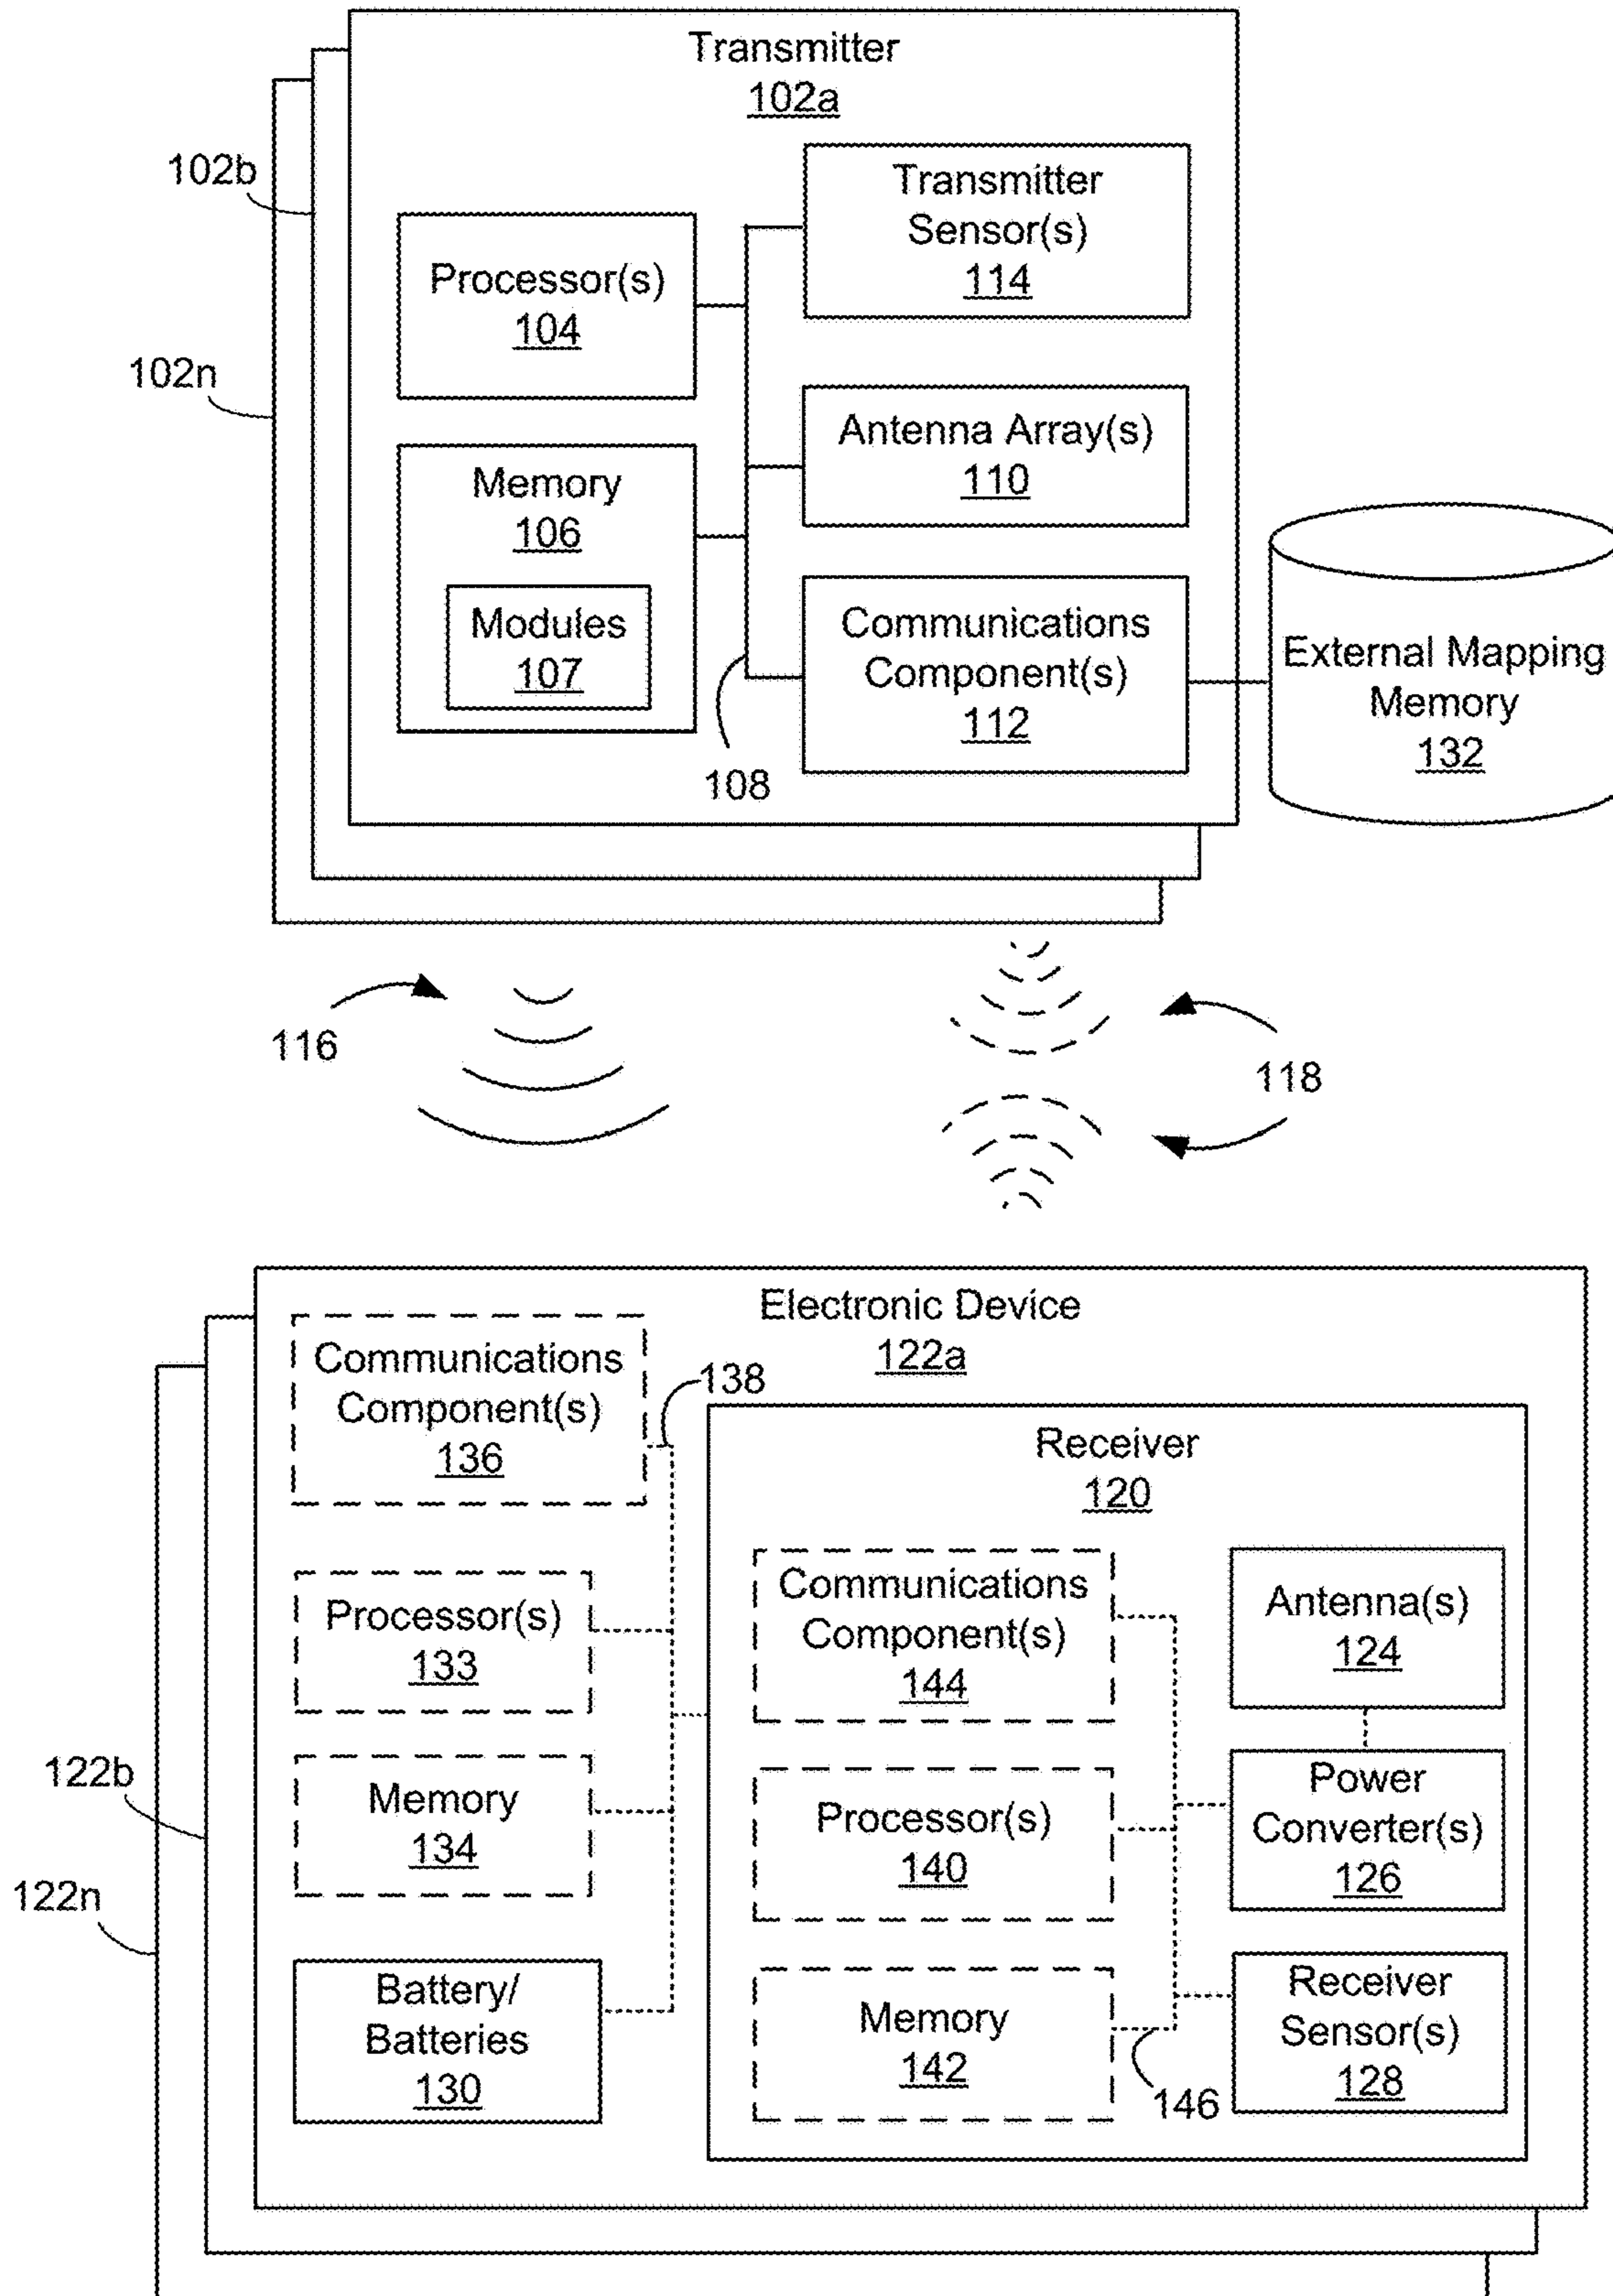 Transmitter
102a
102b
102n
Processor(s)
104
Memory
106
Modules
107
108
Transmitter
Sensor(s)
114
Antenna Array(s)
110
Communications
Component(s)
112
External Mapping
Memory
132
116
118
Electronic Device
122a
122b
122n
Communications
Component(s)
136
138
Processor(s)
133
Memory
134
Battery/
Batteries
130
Receiver
120
Communications
Component(s)
144
Processor(s)
140
Memory
142
146
Antenna(s)
124
Power
Converter(s)
126
Receiver
Sensor(s)
128